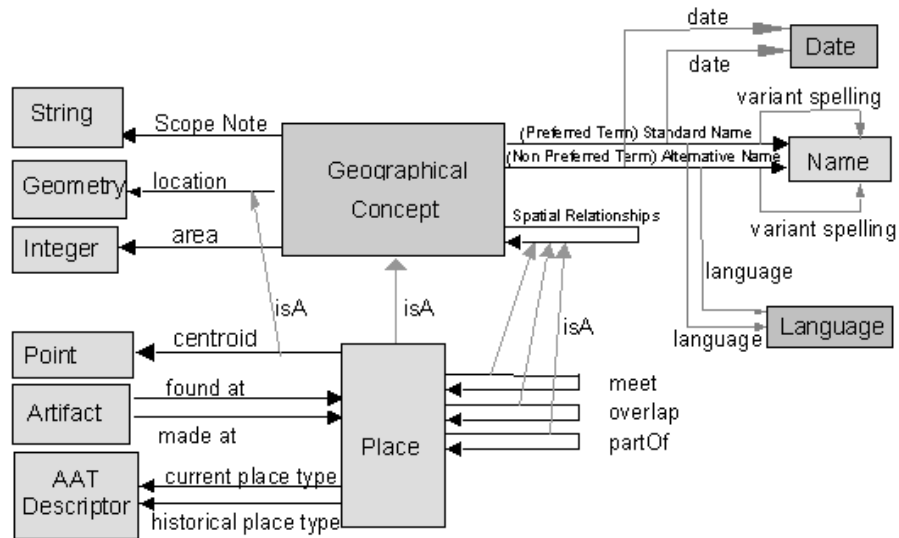 date
Date
date
String
Scope Note
variant spelling
(Preferred Term) Standard Name
(Non Preferred Term) Alternative Name
Name
Geometry
location
Geographical
Concept
Spatial Relationships
variant spelling
Integer
area
language
isA
isA
isA
language
Language
Point
centroid
Artifact
found at
made at
meet
overlap
partOf
Place
AAT
Descriptor
current place type
historical place type